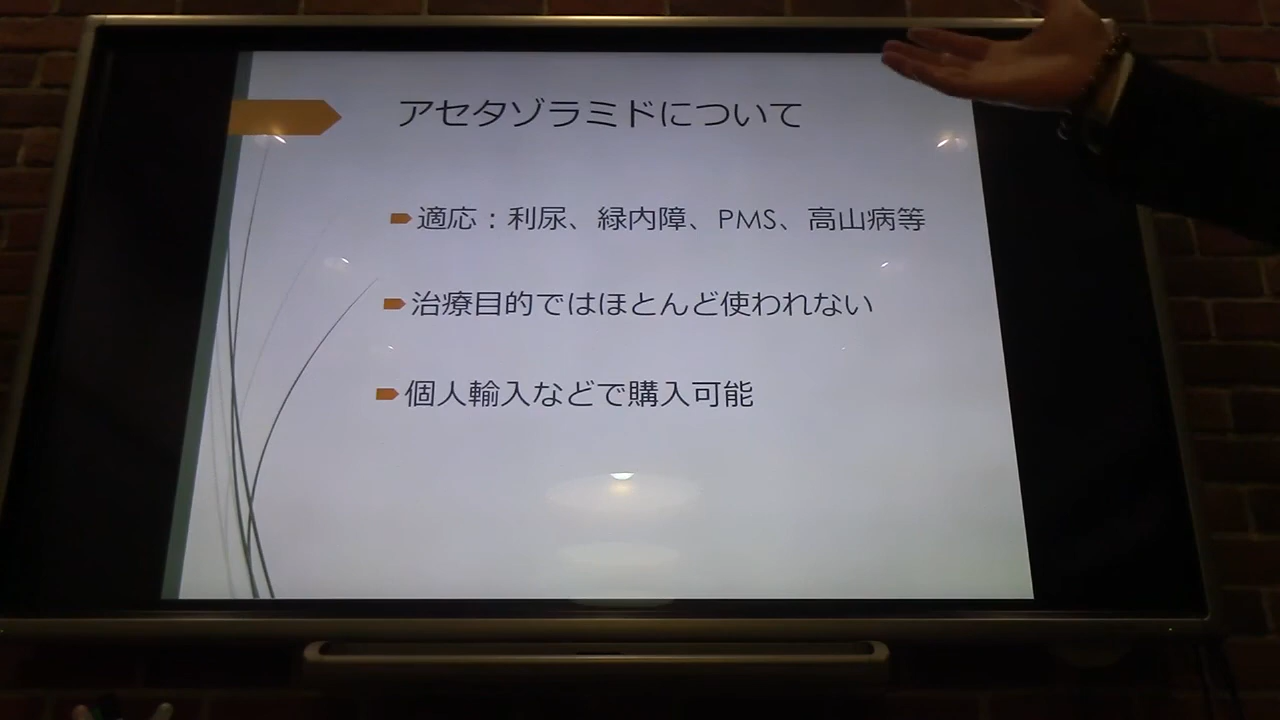 アセタゾラミドについて
適応：利尿、緑内障、PMS、高山病等
治療目的ではほとんど使われない
個人輸入などで購入可能